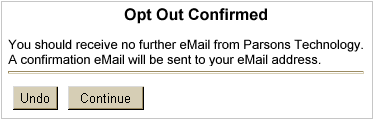 Opt Out Confirmed
You should receive no further eMail from Parsons Technology.
A confirmation eMail will be sent to your eMail address.
Undo Continue